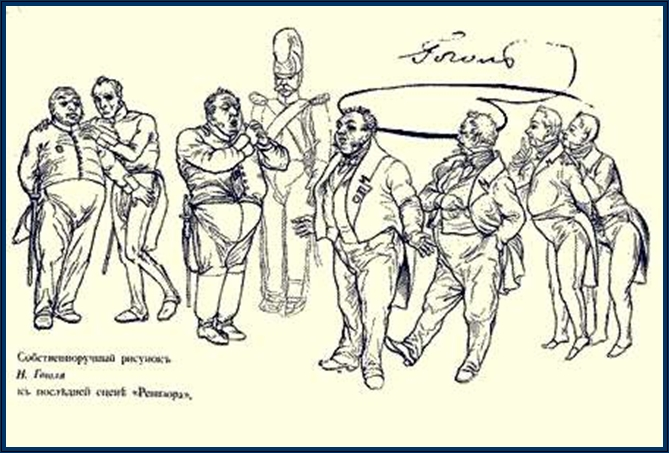 Гоголь
Собственноручный рисунокъ
Н. Гоголя
къ послѣдней сценѣ «Ревизора».